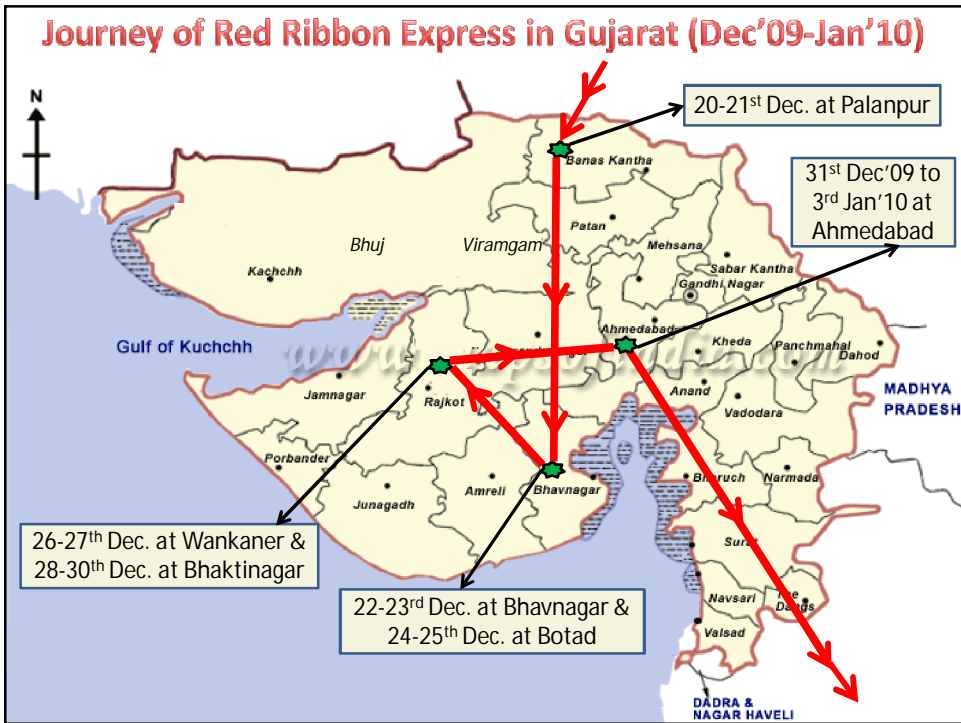 Journey of Red Ribbon Express in Gujarat (Dec'09-Jan'10)
N
20-21st Dec. at Palanpur
31st Dec'09 to
3rd Jan'10 at
Ahmedabad
Banas Kantha
Patan
Mehsana
Bhuj
Viramgam
Sabar Kantha
Kachchh
Gandhi Nagar
Ahmedabad
Gulf of Kuchchh
Kheda
Panchmahal
Dahod
Jamnagar
Rajkot
Anand
MADHYA
PRADESH
Vadodara
Porbander
Junagadh
Amreli
Bhavnagar
Bharuch
Narmada
26-27th Dec. at Wankaner &
28-30th Dec. at Bhaktinagar
Surat
22-23rd Dec. at Bhavnagar &
24-25th Dec. at Botad
Navsari
The
Dangs
Valsad
DADRA &
NAGAR HAVELI